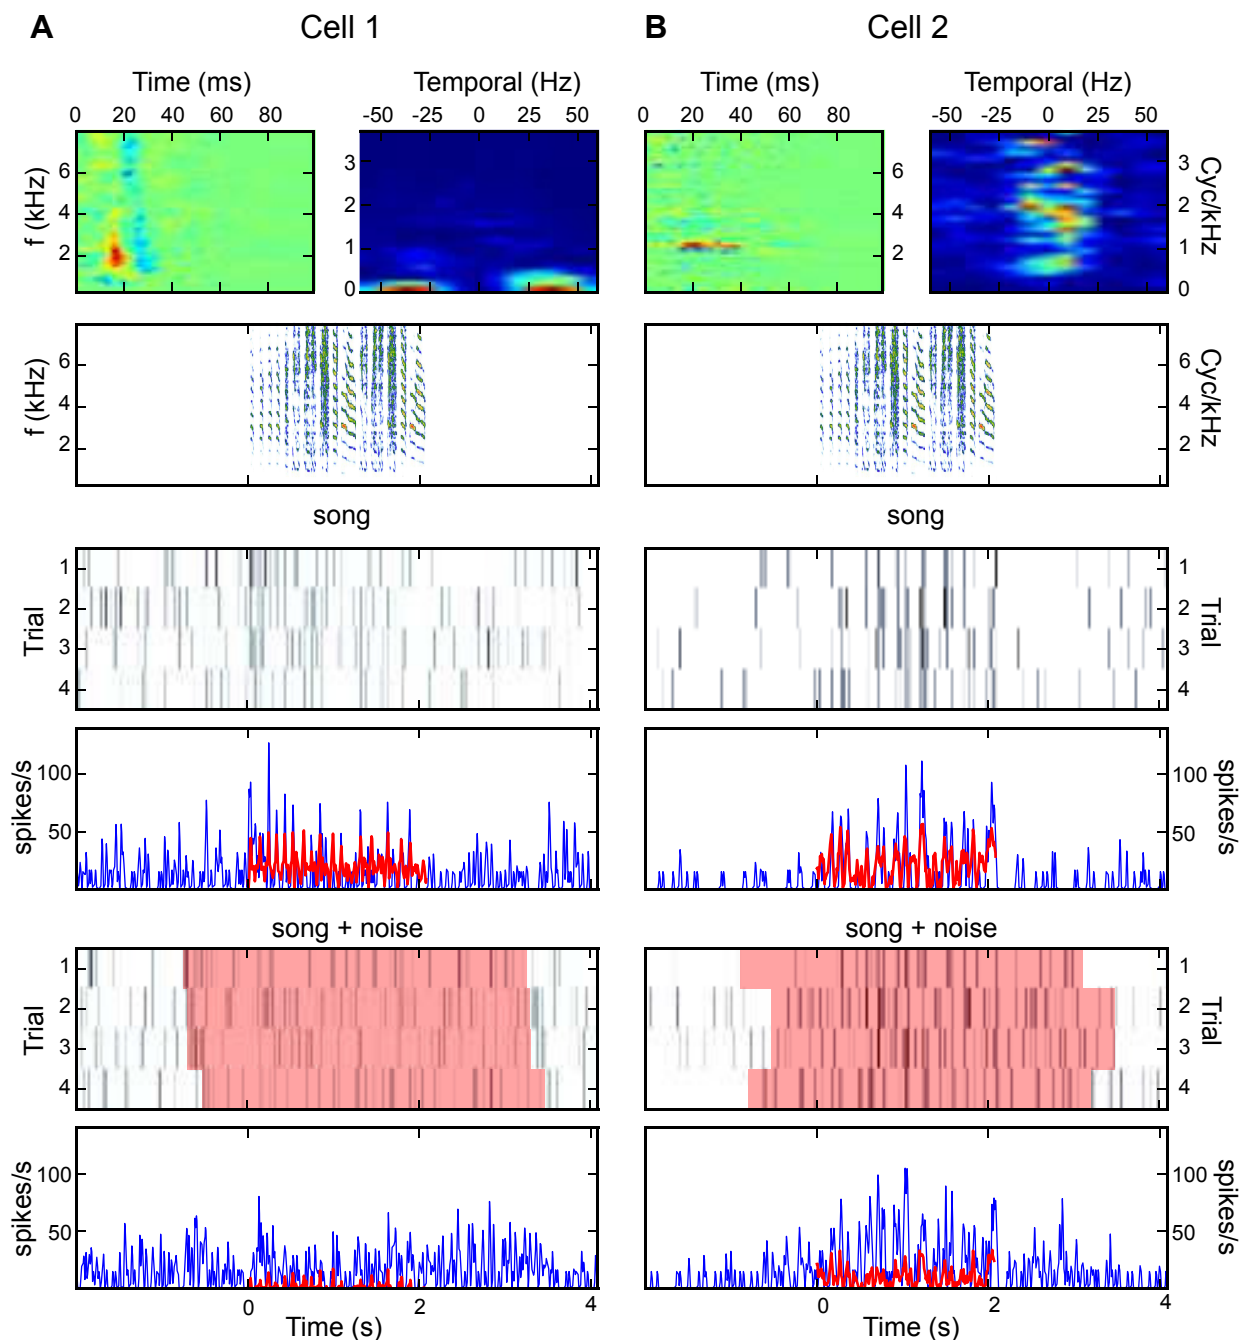 A Cell 1 B Cell 2
Time (ms) Temporal (Hz) Time (ms) Temporal (Hz)
0 20 40 60 80 -50 -25 0 25 50 0 20 40 60 80 -50 -25 0 25 50
f (kHz) 6 4 2 3 2 1 0 6 4 2 3 2 1 0 Cyc/kHz
f (kHz) 6 4 2 6 4 2 Cyc/kHz
song song
Trial 1 2 3 4 1 2 3 4 Trial
spikes/s 100 50 100 50 spikes/s
song + noise song + noise
Trial 1 2 3 4 1 2 3 4 Trial
spikes/s 100 50 100 50 spikes/s
0 2 4 0 2 4
Time (s) Time (s)